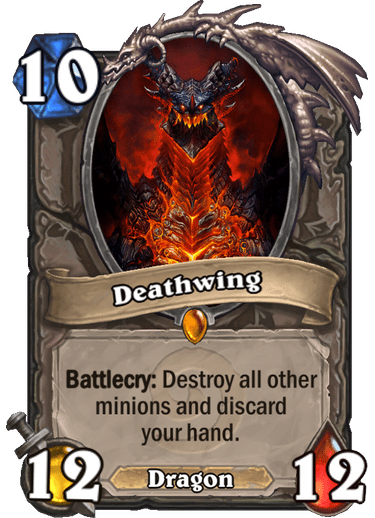 10
Deathwing
Battlecry: Destroy all other
minions and discard
your hand.
12
Dragon
12